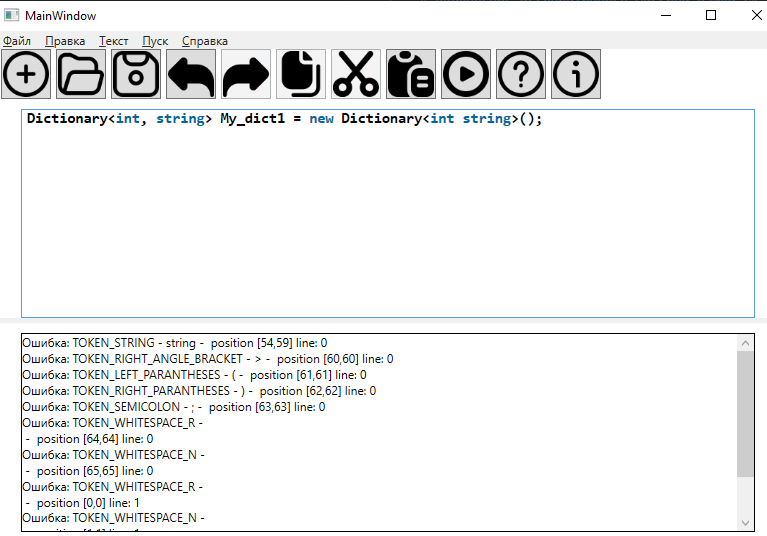 MainWindow
Файл Правка Текст Пуск Справка
Dictionary<int, string> My_dict1 = new Dictionary<int string>();
Ошибка: TOKEN_STRING - string -  position [54,59] line: 0
Ошибка: TOKEN_RIGHT_ANGLE_BRACKET - > -  position [60,60] line: 0
Ошибка: TOKEN_LEFT_PARANTHESES - ( -  position [61,61] line: 0
Ошибка: TOKEN_RIGHT_PARANTHESES - ) -  position [62,62] line: 0
Ошибка: TOKEN_SEMICOLON - ; -  position [63,63] line: 0
Ошибка: TOKEN_WHITESPACE_R -
-  position [64,64] line: 0
Ошибка: TOKEN_WHITESPACE_N -
-  position [65,65] line: 0
Ошибка: TOKEN_WHITESPACE_R -
-  position [0,0] line: 1
Ошибка: TOKEN_WHITESPACE_N -